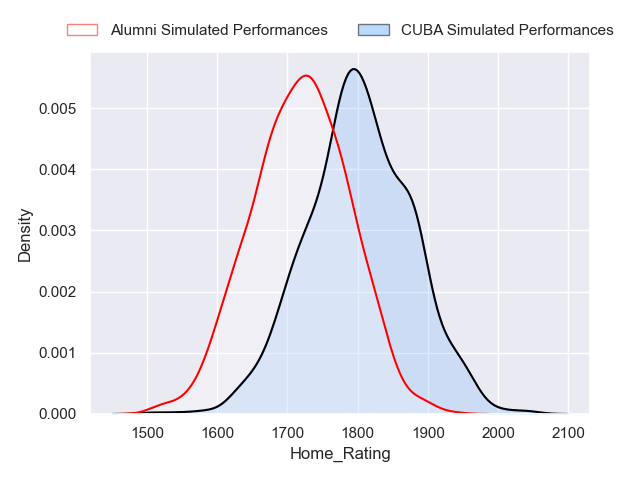 Alumni Simulated Performances CUBA Simulated Performances
0.005
0.004
0.003
0.002
0.001
0.000
Density
1500 1600 1700 1800 1900 2000 2100
Home_Rating